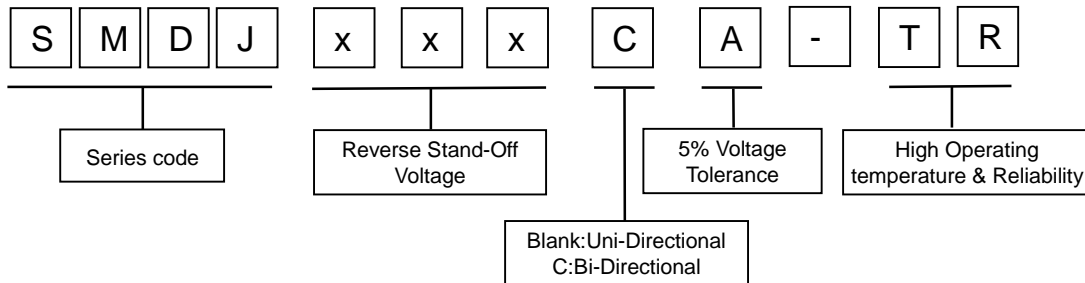 S M D J x x x C A - T R
Series code
Reverse Stand-Off
Voltage
5% Voltage
Tolerance
High Operating
temperature & Reliability
Blank:Uni-Directional
C:Bi-Directional